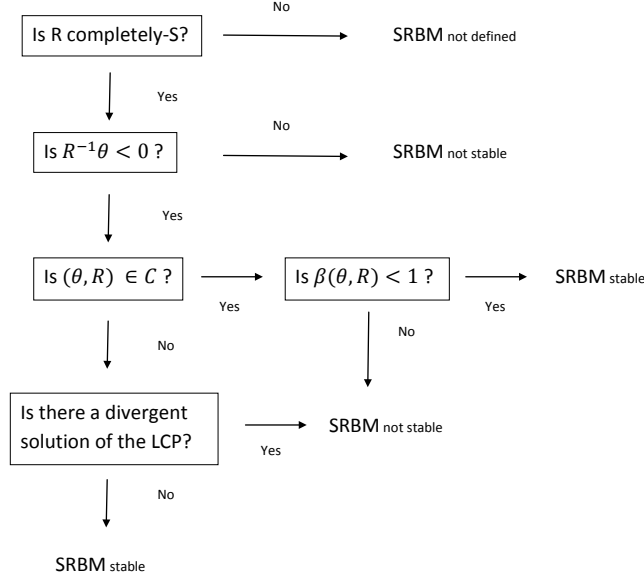 No
Is R completely-S?
SRBM not defined
Yes
No
Is R⁻¹θ < 0 ?
SRBM not stable
Yes
Is (θ, R) ∈ C ?
Is β(θ, R) < 1 ?
SRBM stable
Yes
Yes
No
No
Is there a divergent
solution of the LCP?
SRBM not stable
Yes
No
SRBM stable